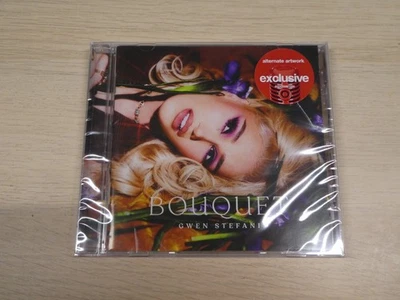 alternate artwork
exclusive
BOUQUET
GWEN STEFANI